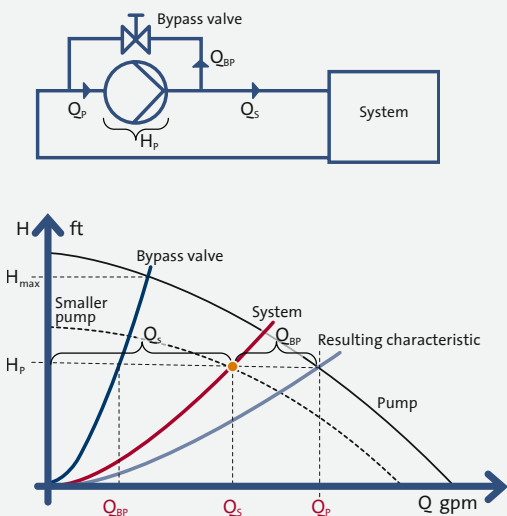 Bypass valve
Q_BP
Q_P
Q_S
System
H_P
H ft
Bypass valve
H_max
Smaller
pump
System
Q_s
Q_BP
Resulting characteristic
H_P
Pump
Q_BP
Q_S
Q_P
Q gpm